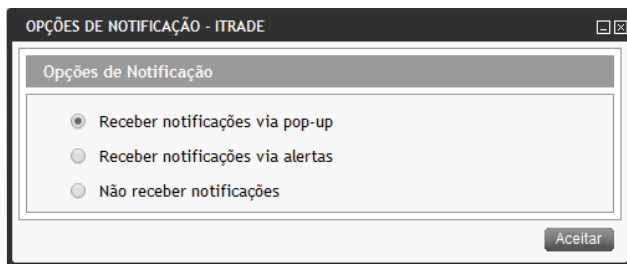 OPÇÕES DE NOTIFICAÇÃO - ITRADE
Opções de Notificação
Receber notificações via pop-up
Receber notificações via alertas
Não receber notificações
Aceitar